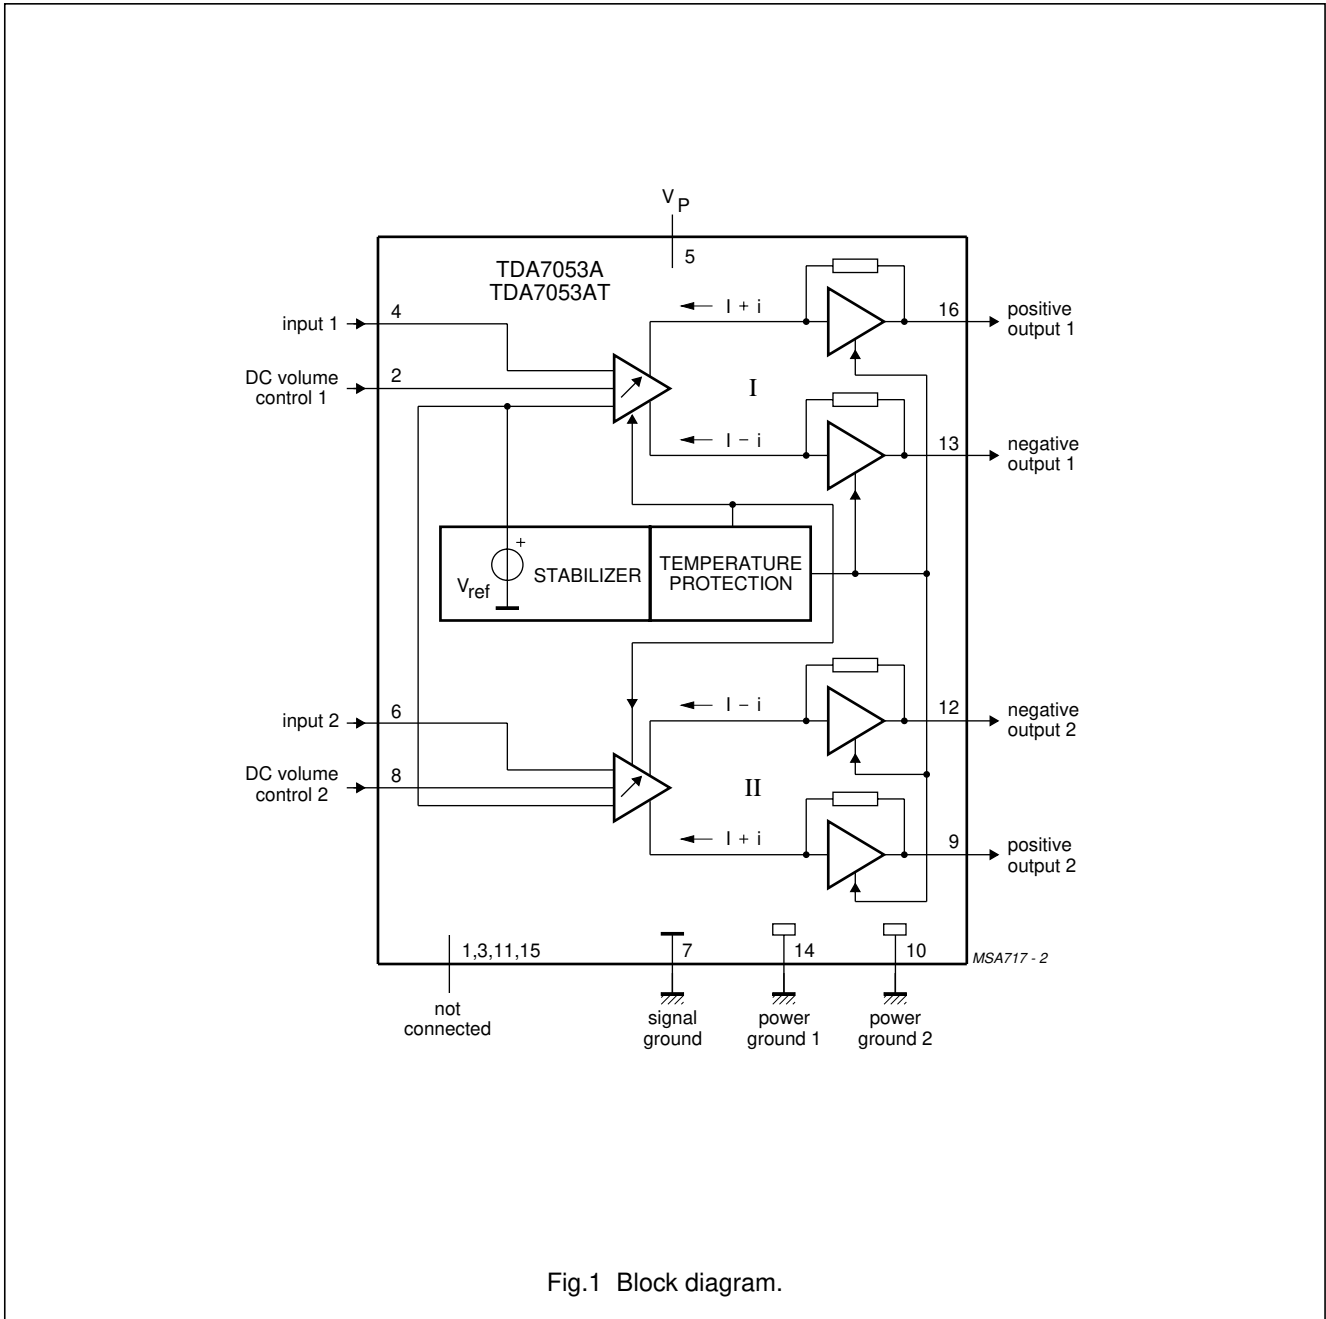 V P
5
TDA7053A
TDA7053AT
input 1
4
I + i
16
positive
output 1
DC volume
control 1
2
I
I − i
13
negative
output 1
+
Vref
STABILIZER
TEMPERATURE
PROTECTION
input 2
6
I − i
12
negative
output 2
DC volume
control 2
8
II
I + i
9
positive
output 2
1,3,11,15
7
14
10
MSA717 - 2
not
connected
signal
ground
power
ground 1
power
ground 2
Fig.1 Block diagram.